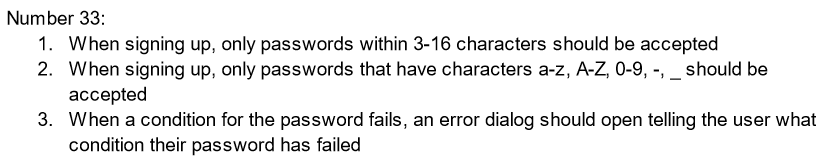 Number 33:
1. When signing up, only passwords within 3-16 characters should be accepted
2. When signing up, only passwords that have characters a-z, A-Z, 0-9, -, _ should be
accepted
3. When a condition for the password fails, an error dialog should open telling the user what
condition their password has failed